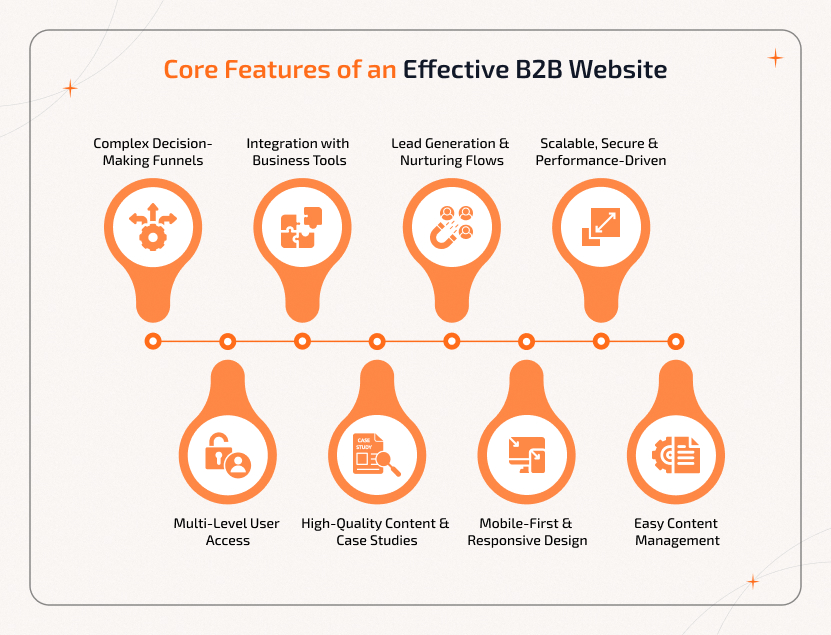 Core Features of an Effective B2B Website
Complex Decision-
Making Funnels
Integration with
Business Tools
Lead Generation &
Nurturing Flows
Scalable, Secure &
Performance-Driven
CASE
STUDY
Multi-Level User
Access
High-Quality Content &
Case Studies
Mobile-First &
Responsive Design
Easy Content
Management